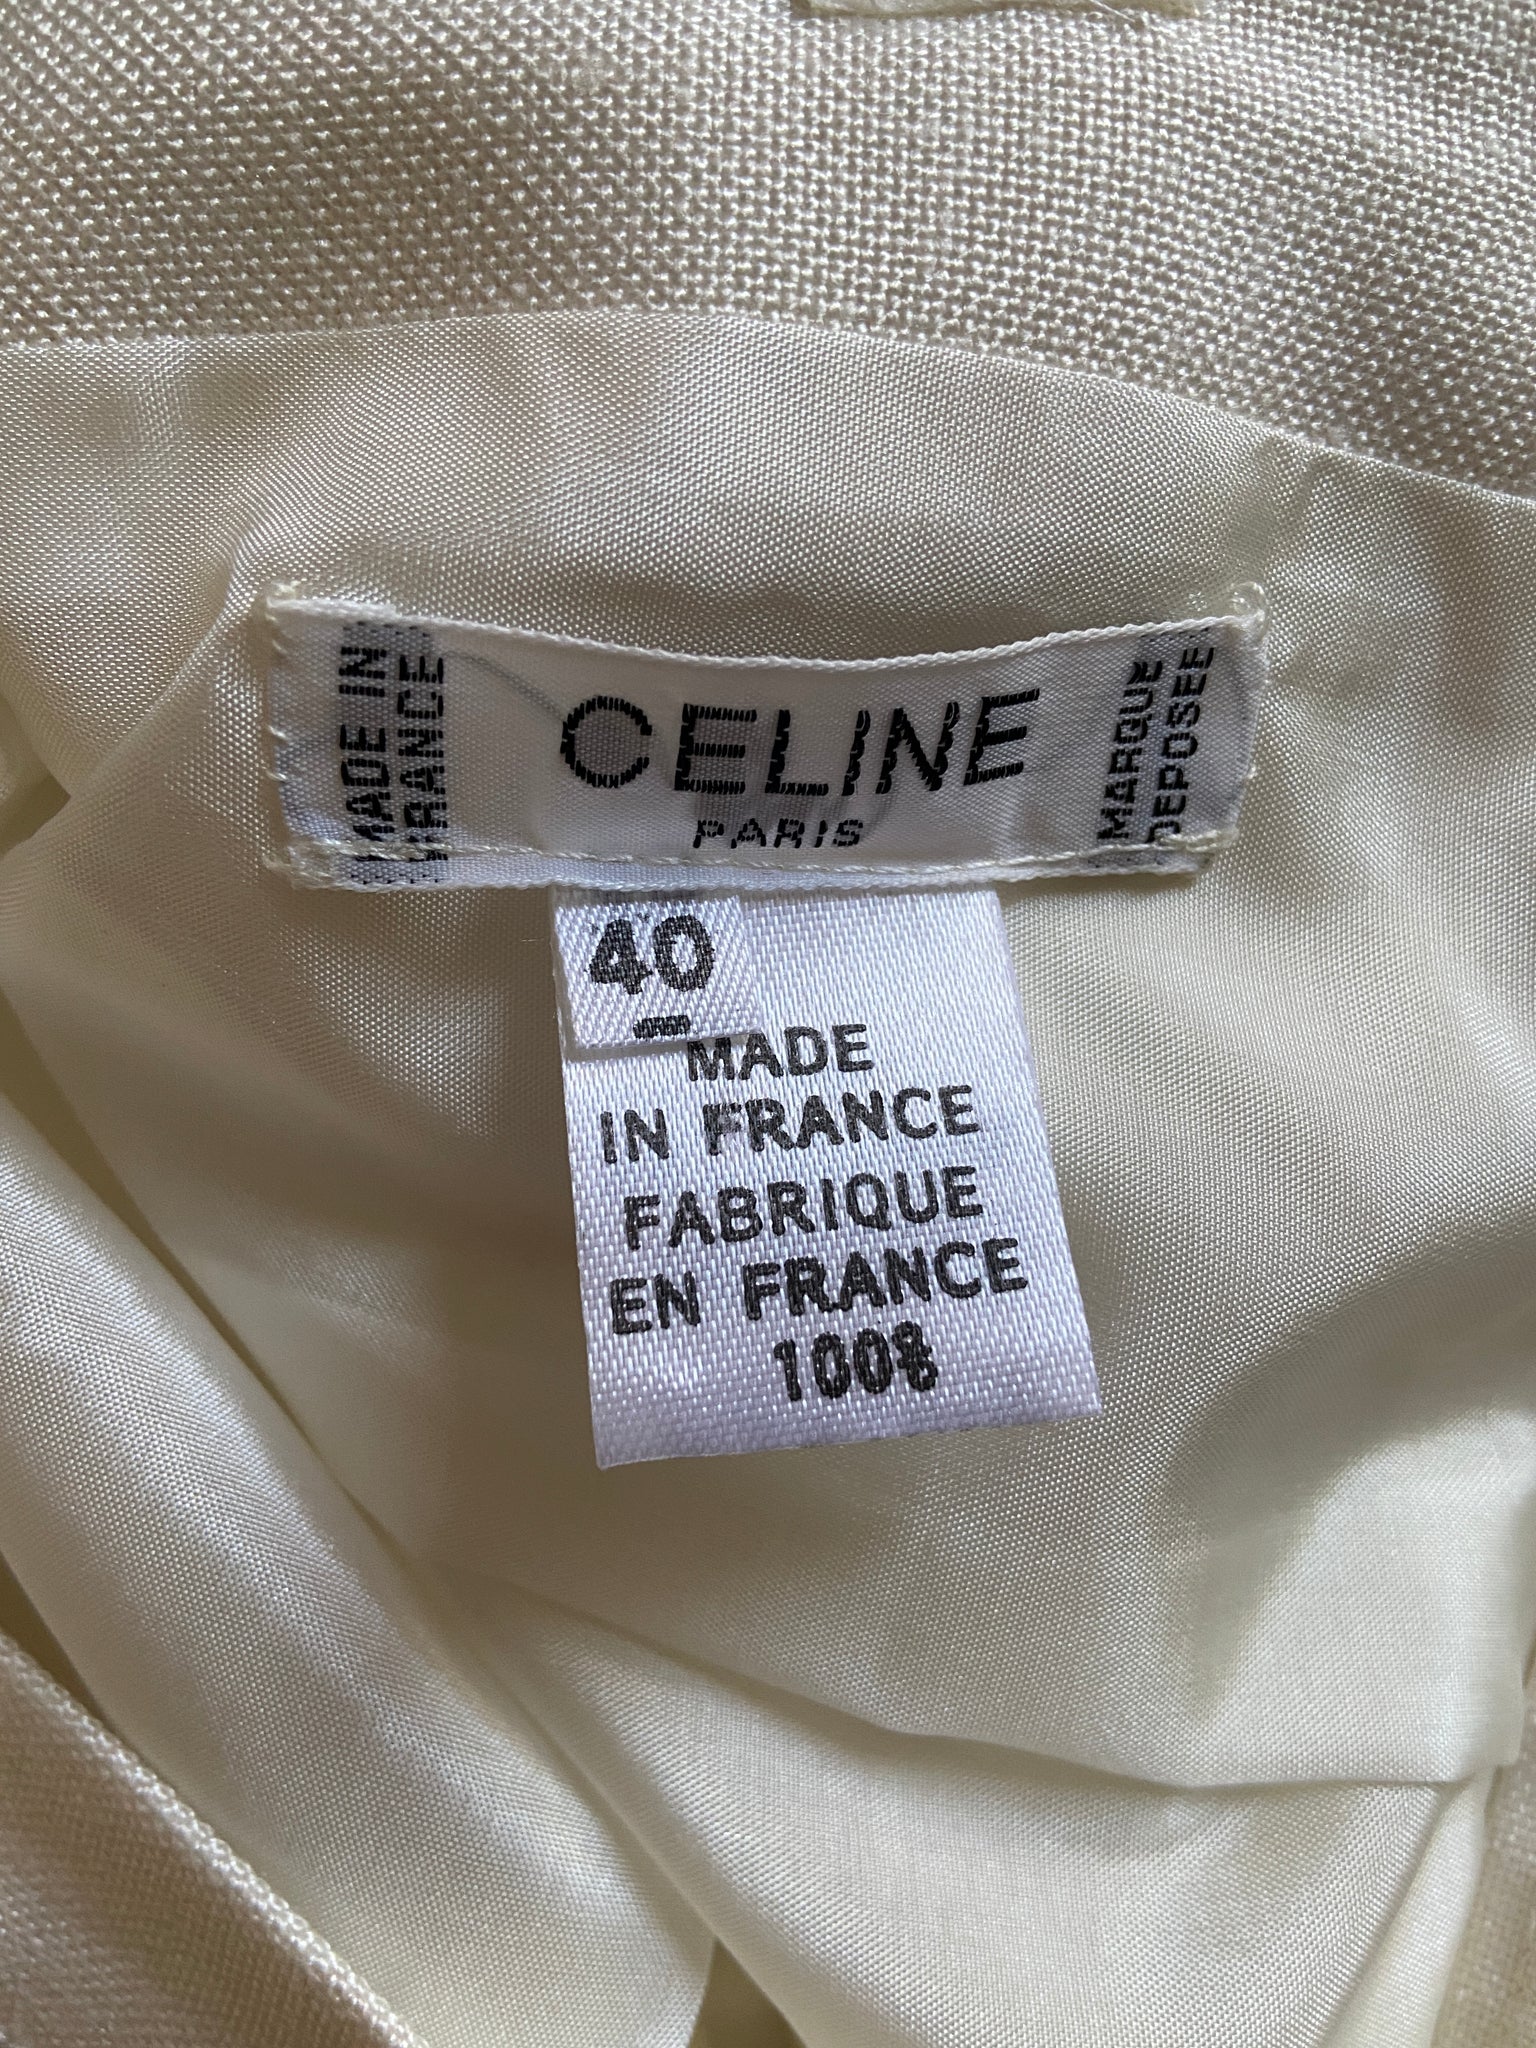 MADE IN
FRANCE
CELINE
PARIS
MARQUE
DEPOSEE
40
MADE
IN FRANCE
FABRIQUE
EN FRANCE
100%